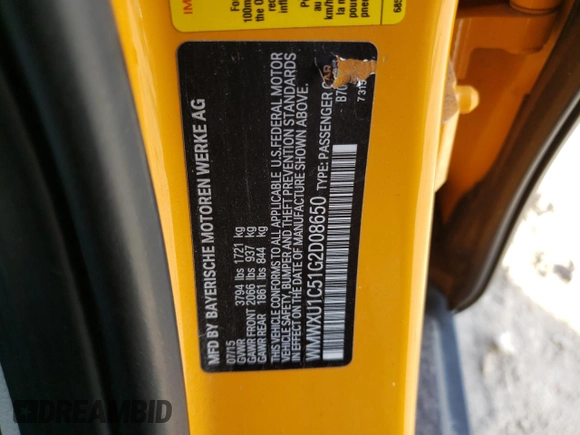 MFD BY BAYERISCHE MOTOREN WERKE AG
07/15
GVWR 3794 lbs 1721 kg
GAWR FRONT 2066 lbs 937 kg
GAWR REAR 1861 lbs 844 kg
THIS VEHICLE CONFORMS TO ALL APPLICABLE U.S. FEDERAL MOTOR
VEHICLE SAFETY, BUMPER AND THEFT PREVENTION STANDARDS
IN EFFECT ON THE DATE OF MANUFACTURE SHOWN ABOVE.
WMWXU1C51G2D08650 TYPE: PASSENGER CAR
DREAMBID